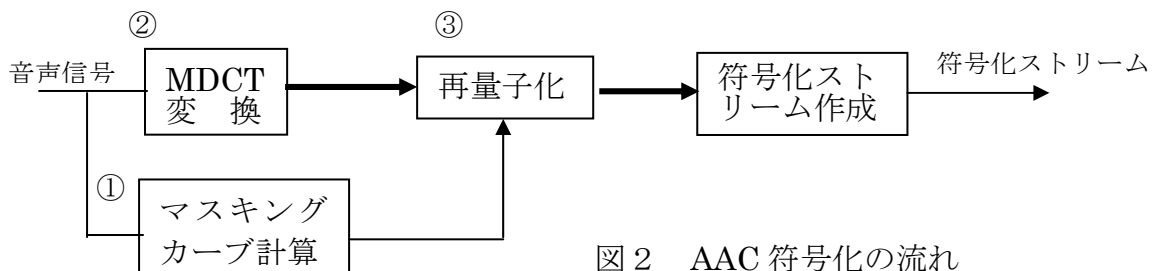 ②
③
音声信号
MDCT
変　換
再量子化
符号化スト
リーム作成
符号化ストリーム
①
マスキング
カーブ計算
図２　AAC 符号化の流れ